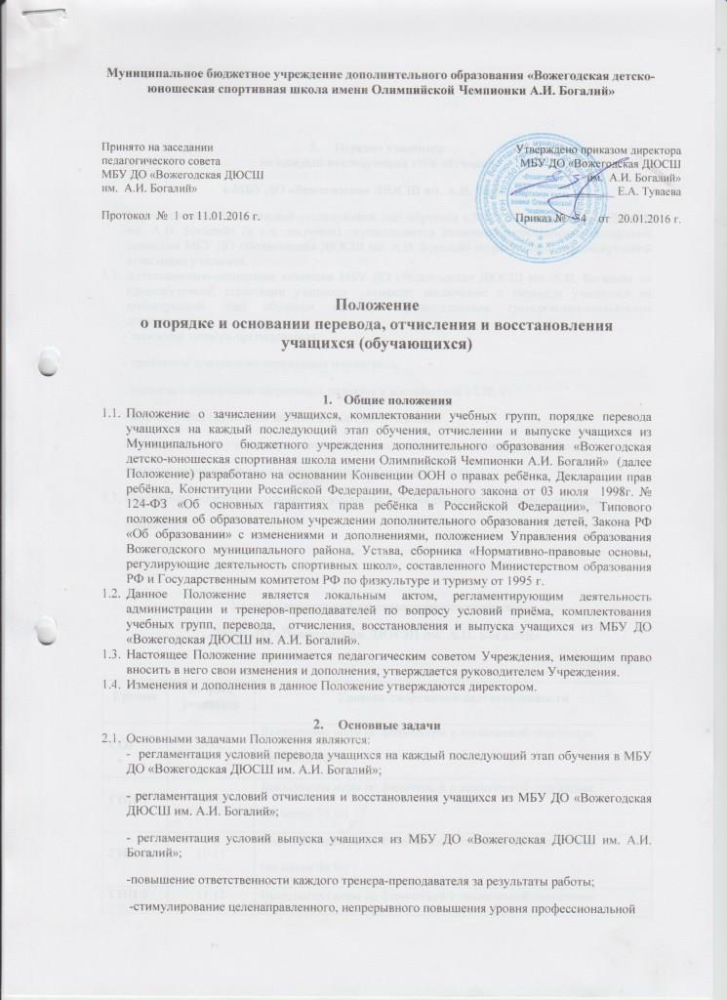 Муниципальное бюджетное учреждение дополнительного образования «Вожегодская детско-
юношеская спортивная школа имени Олимпийской Чемпионки А.И. Богалий»
Принято на заседании
педагогического совета
МБУ ДО «Вожегодская ДЮСШ
им. А.И. Богалий»
Протокол № 1 от 11.01.2016 г.
Утверждено приказом директора
МБУ ДО «Вожегодская ДЮСШ
им. А.И. Богалий»
Е.А. Туваева
Приказ № 54 от 20.01.2016 г.
Положение
о порядке и основании перевода, отчисления и восстановления
учащихся (обучающихся)
1. Общие положения
1.1. Положение о зачислении учащихся, комплектовании учебных групп, порядке перевода
учащихся на каждый последующий этап обучения, отчислении и выпуске учащихся из
Муниципального бюджетного учреждения дополнительного образования «Вожегодская
детско-юношеская спортивная школа имени Олимпийской Чемпионки А.И. Богалий» (далее
Положение) разработано на основании Конвенции ООН о правах ребёнка, Декларации прав
ребёнка, Конституции Российской Федерации, Федерального закона от 03 июля 1998г. №
124-ФЗ «Об основных гарантиях прав ребёнка в Российской Федерации», Типового
положения об образовательном учреждении дополнительного образования детей, Закона РФ
«Об образовании» с изменениями и дополнениями, положением Управления образования
Вожегодского муниципального района, Устава, сборника «Нормативно-правовые основы,
регулирующие деятельность спортивных школ», составленного Министерством образования
РФ и Государственным комитетом РФ по физкультуре и туризму от 1995 г.
1.2. Данное Положение является локальным актом, регламентирующим деятельность
администрации и тренеров-преподавателей по вопросу условий приёма, комплектования
учебных групп, перевода, отчисления, восстановления и выпуска учащихся из МБУ ДО
«Вожегодская ДЮСШ им. А.И. Богалий».
1.3. Настоящее Положение принимается педагогическим советом Учреждения, имеющим право
вносить в него свои изменения и дополнения, утверждается руководителем Учреждения.
1.4. Изменения и дополнения в данное Положение утверждаются директором.
2. Основные задачи
2.1. Основными задачами Положения являются:
- регламентация условий перевода учащихся на каждый последующий этап обучения в МБУ
ДО «Вожегодская ДЮСШ им. А.И. Богалий»;
- регламентация условий отчисления и восстановления учащихся из МБУ ДО «Вожегодская
ДЮСШ им. А.И. Богалий»;
- регламентация условий выпуска учащихся из МБУ ДО «Вожегодская ДЮСШ им. А.И.
Богалий»;
-повышение ответственности каждого тренера-преподавателя за результаты работы;
-стимулирование целенаправленного, непрерывного повышения уровня профессиональной